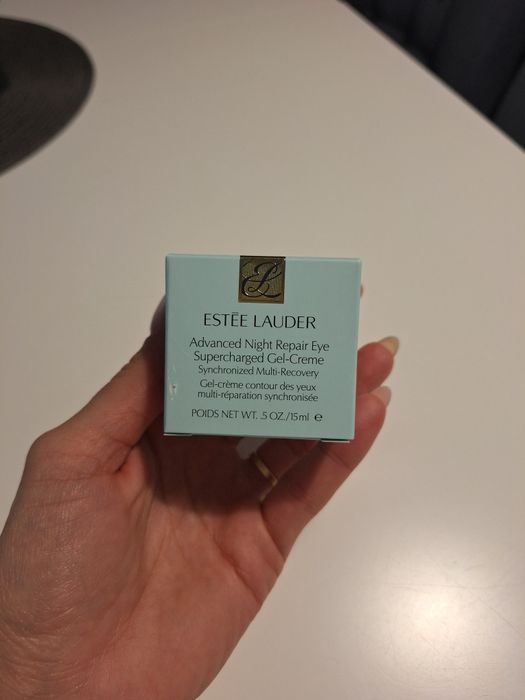 ESTĒE LAUDER
Advanced Night Repair Eye
Supercharged Gel-Creme
Synchronized Multi-Recovery
Gel-crème contour des yeux
multi-réparation synchronisée
POIDS NET WT. .5 OZ./15ml ℮